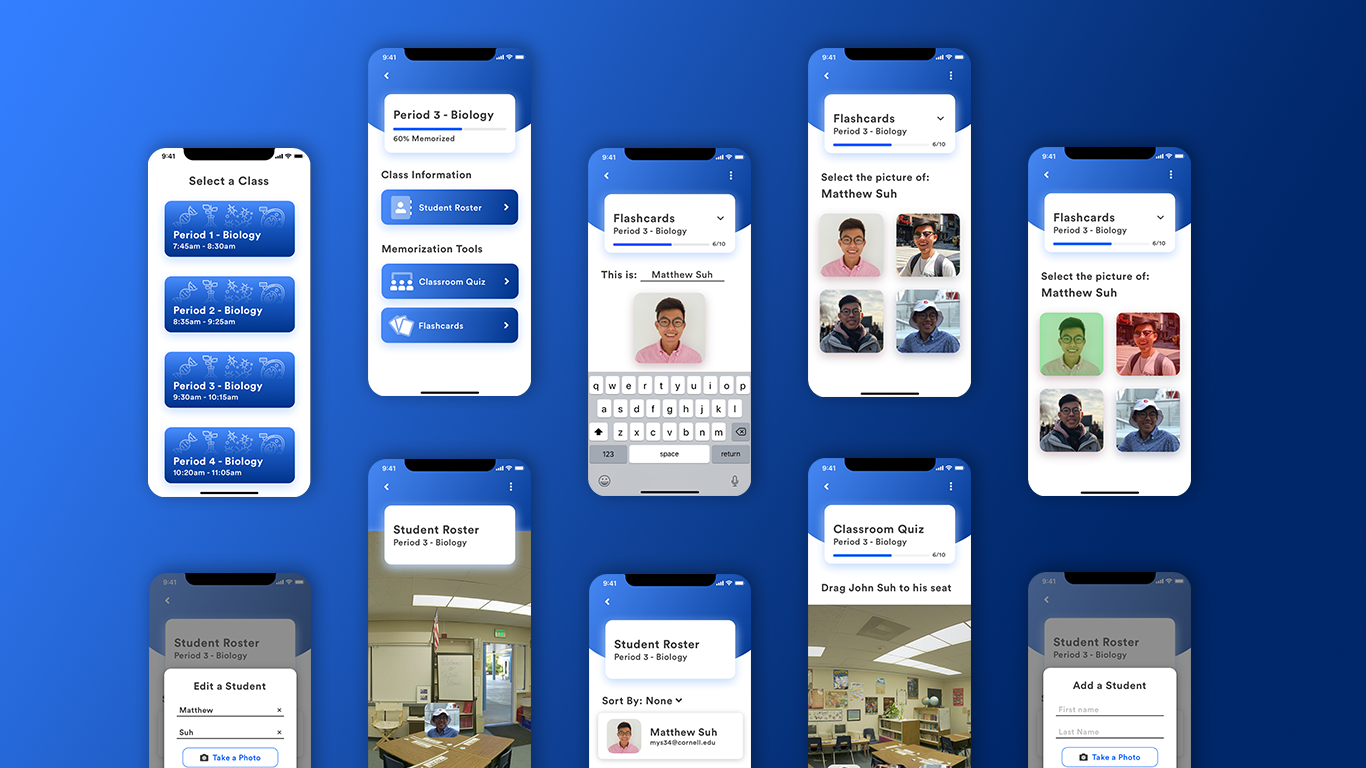 9:41
Select a Class
Period 1 - Biology
7:45am - 8:30am
Period 2 - Biology
8:35am - 9:25am
Period 3 - Biology
9:30am - 10:15am
Period 4 - Biology
10:20am - 11:05am
9:41
Period 3 - Biology
60% Memorized
Class Information
Student Roster
Memorization Tools
Classroom Quiz
Flashcards
9:41
Flashcards
Period 3 - Biology
6/10
This is: Matthew Suh
q w e r t y u i o p
a s d f g h j k l
z x c v b n m
123 space return
9:41
Flashcards
Period 3 - Biology
6/10
Select the picture of:
Matthew Suh
9:41
Flashcards
Period 3 - Biology
6/10
Select the picture of:
Matthew Suh
9:41
Student Roster
Period 3 - Biology
Edit a Student
Matthew ×
Suh ×
Take a Photo
9:41
Student Roster
Period 3 - Biology
9:41
Student Roster
Period 3 - Biology
Sort By: None
Matthew Suh
mys34@cornell.edu
9:41
Classroom Quiz
Period 3 - Biology
6/10
Drag John Suh to his seat
9:41
Student Roster
Period 3 - Biology
Add a Student
First name
Last Name
Take a Photo